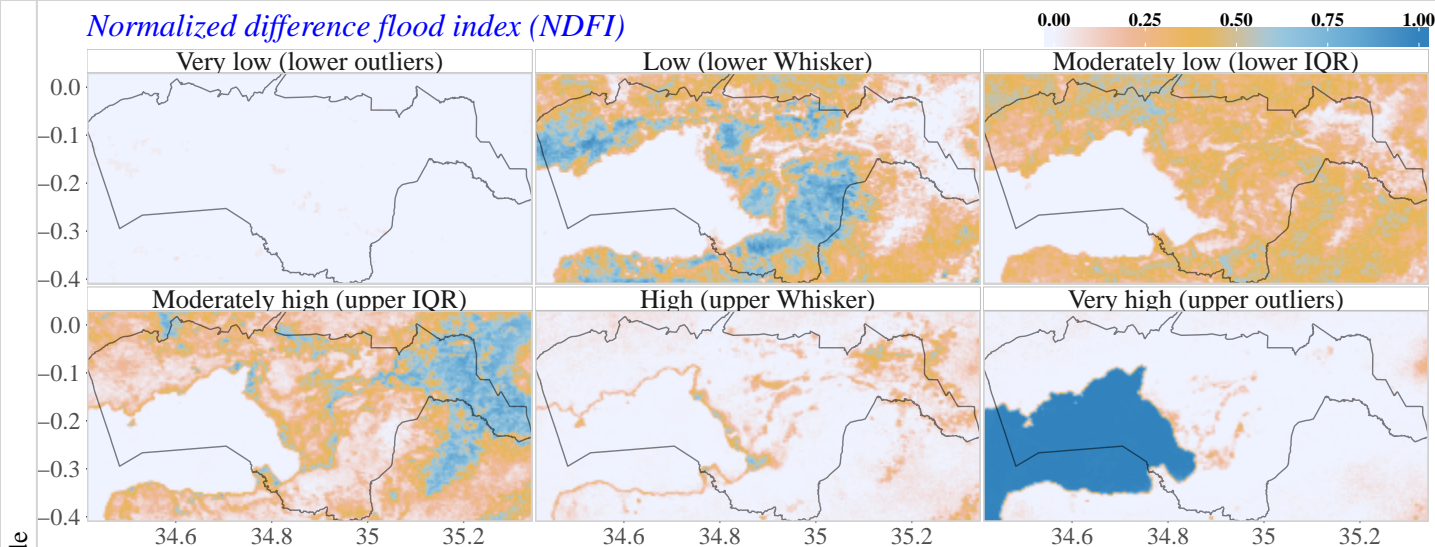 Normalized difference flood index (NDFI)
0.00 0.25 0.50 0.75 1.00
Very low (lower outliers) Low (lower Whisker) Moderately low (lower IQR)
0.0
−0.1
−0.2
−0.3
−0.4
Moderately high (upper IQR) High (upper Whisker) Very high (upper outliers)
0.0
−0.1
−0.2
−0.3
−0.4
34.6 34.8 35 35.2 34.6 34.8 35 35.2 34.6 34.8 35 35.2